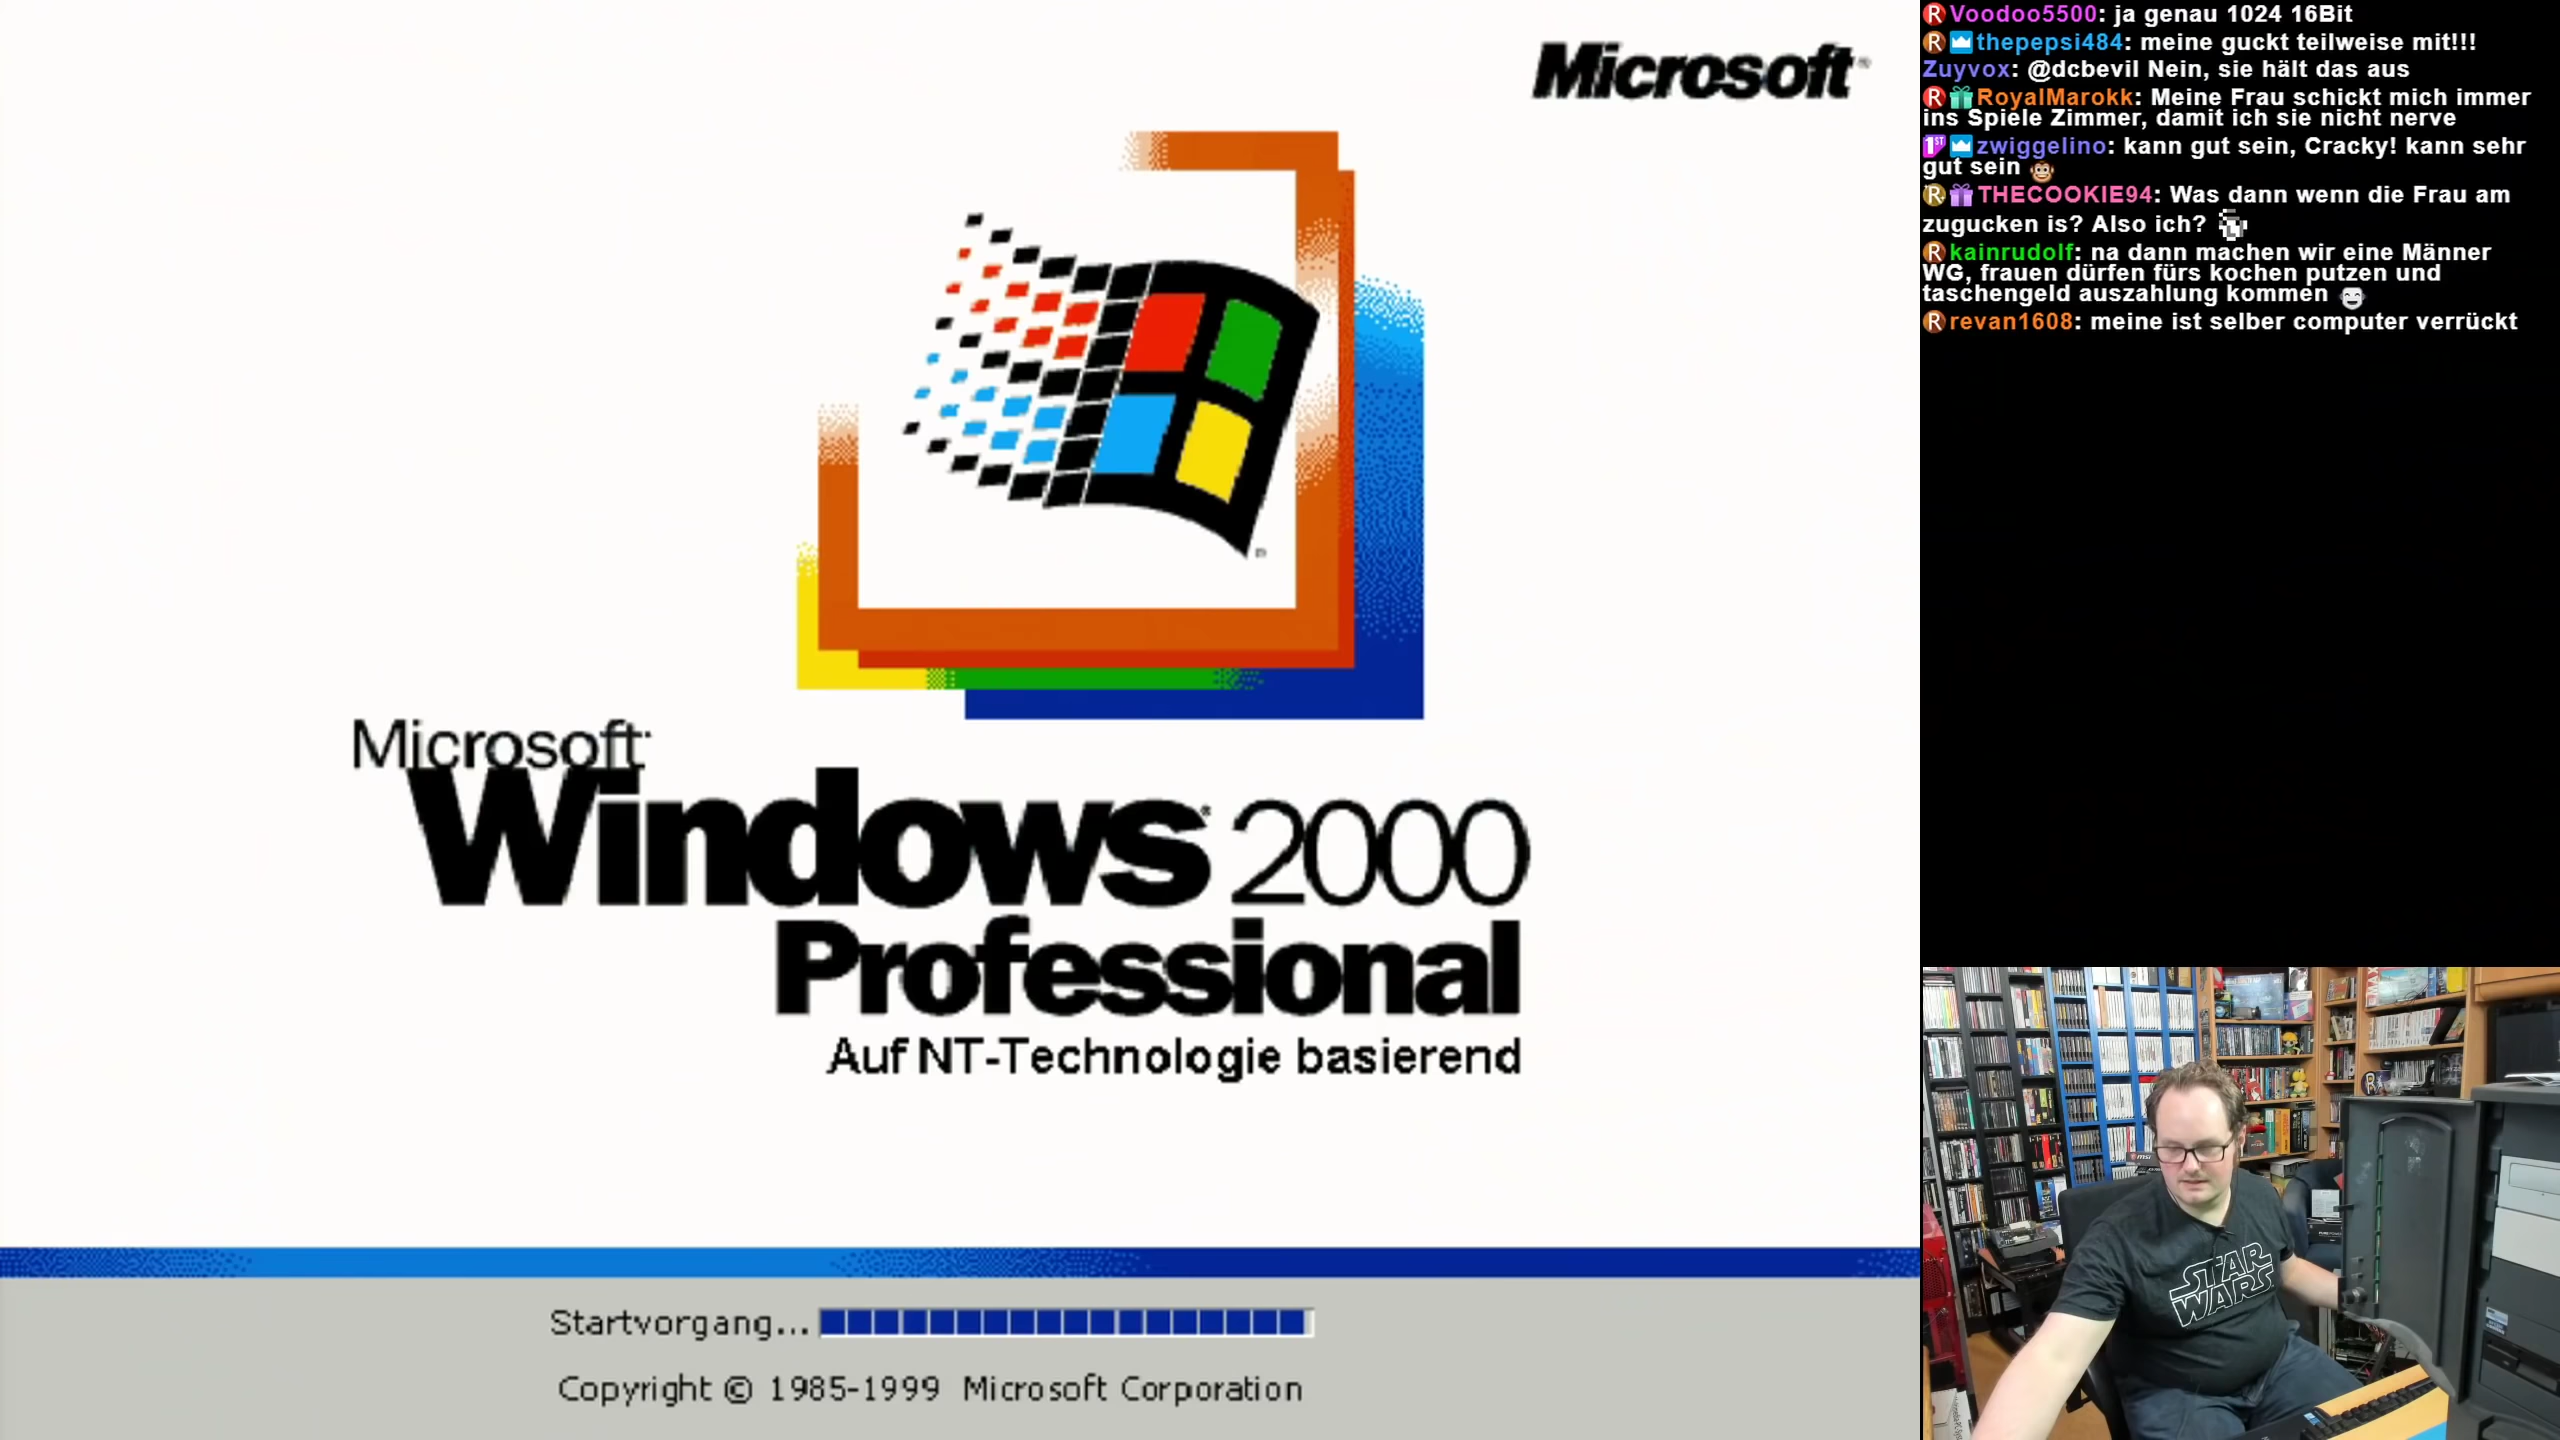 Microsoft®
Microsoft
Windows® 2000
Professional
Auf NT-Technologie basierend
Startvorgang...
Copyright © 1985-1999 Microsoft Corporation
Voodoo5500: ja genau 1024 16Bit
thepepsi484: meine guckt teilweise mit!!!
Zuyvox: @dcbevil Nein, sie hält das aus
RoyalMarokk: Meine Frau schickt mich immer
ins Spiele Zimmer, damit ich sie nicht nerve
zwiggelino: kann gut sein, Cracky! kann sehr
gut sein
THECOOKIE94: Was dann wenn die Frau am
zugucken is? Also ich?
kainrudolf: na dann machen wir eine Männer
WG, frauen dürfen fürs kochen putzen und
taschengeld auszahlung kommen
revan1608: meine ist selber computer verrückt
STAR
WARS